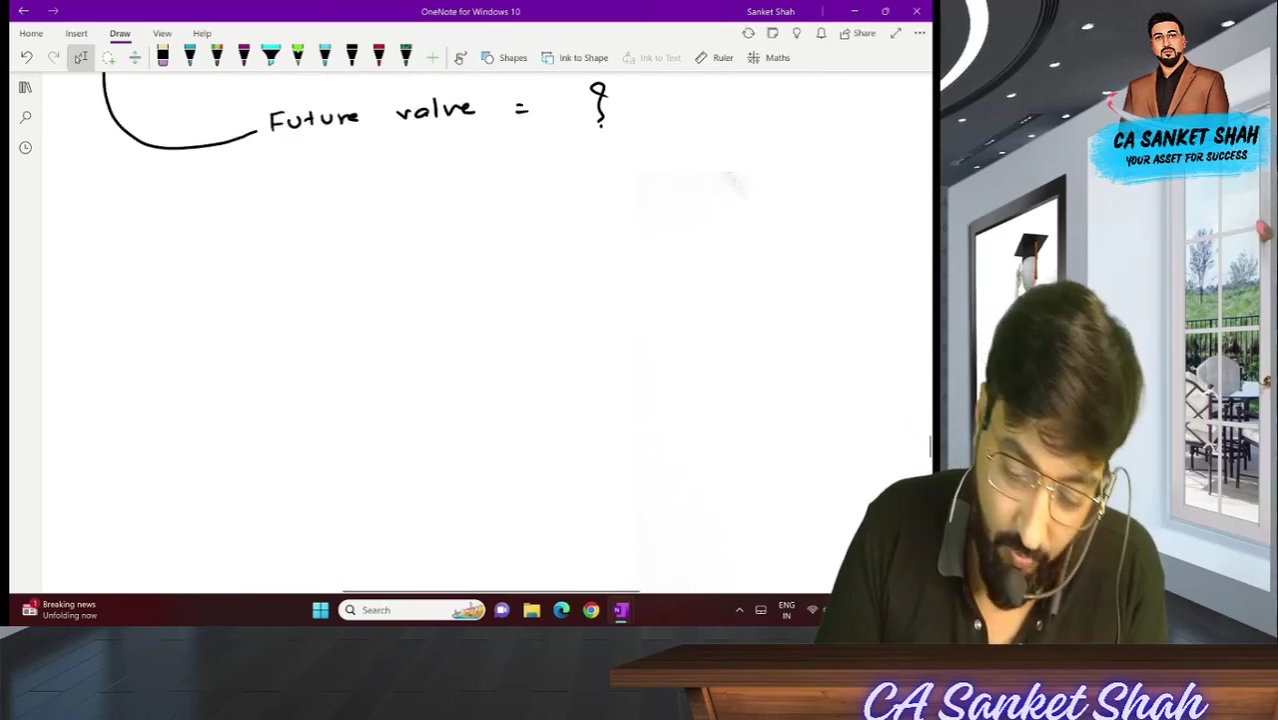 OneNote for Windows 10
Sanket Shah
Home Insert Draw View Help
Share
Shapes Ink to Shape Ink to Text Ruler Maths
Future value = ?
CA SANKET SHAH
YOUR ASSET FOR SUCCESS
1
Breaking news
Unfolding now
Search
ENG
IN
CA Sanket Shah